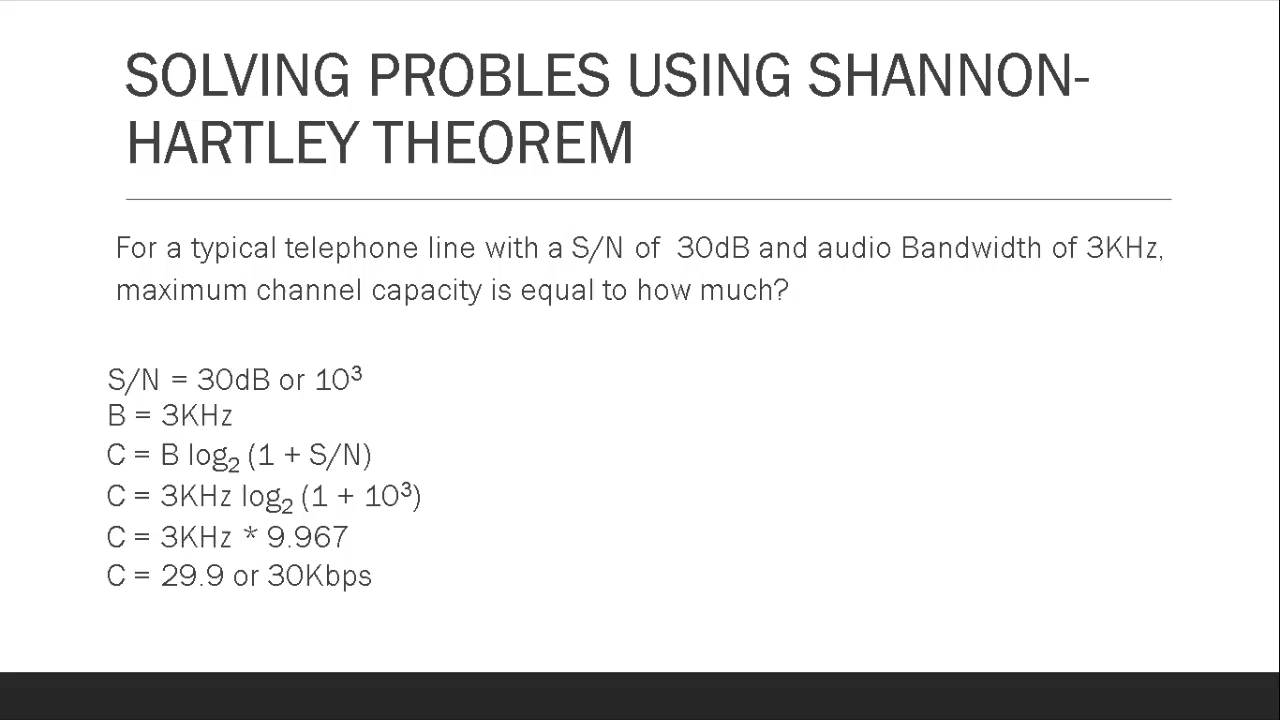 SOLVING PROBLES USING SHANNON-
HARTLEY THEOREM
For a typical telephone line with a S/N of 30dB and audio Bandwidth of 3KHz,
maximum channel capacity is equal to how much?
S/N = 30dB or 10³
B = 3KHz
C = B log₂ (1 + S/N)
C = 3KHz log₂ (1 + 10³)
C = 3KHz * 9.967
C = 29.9 or 30Kbps